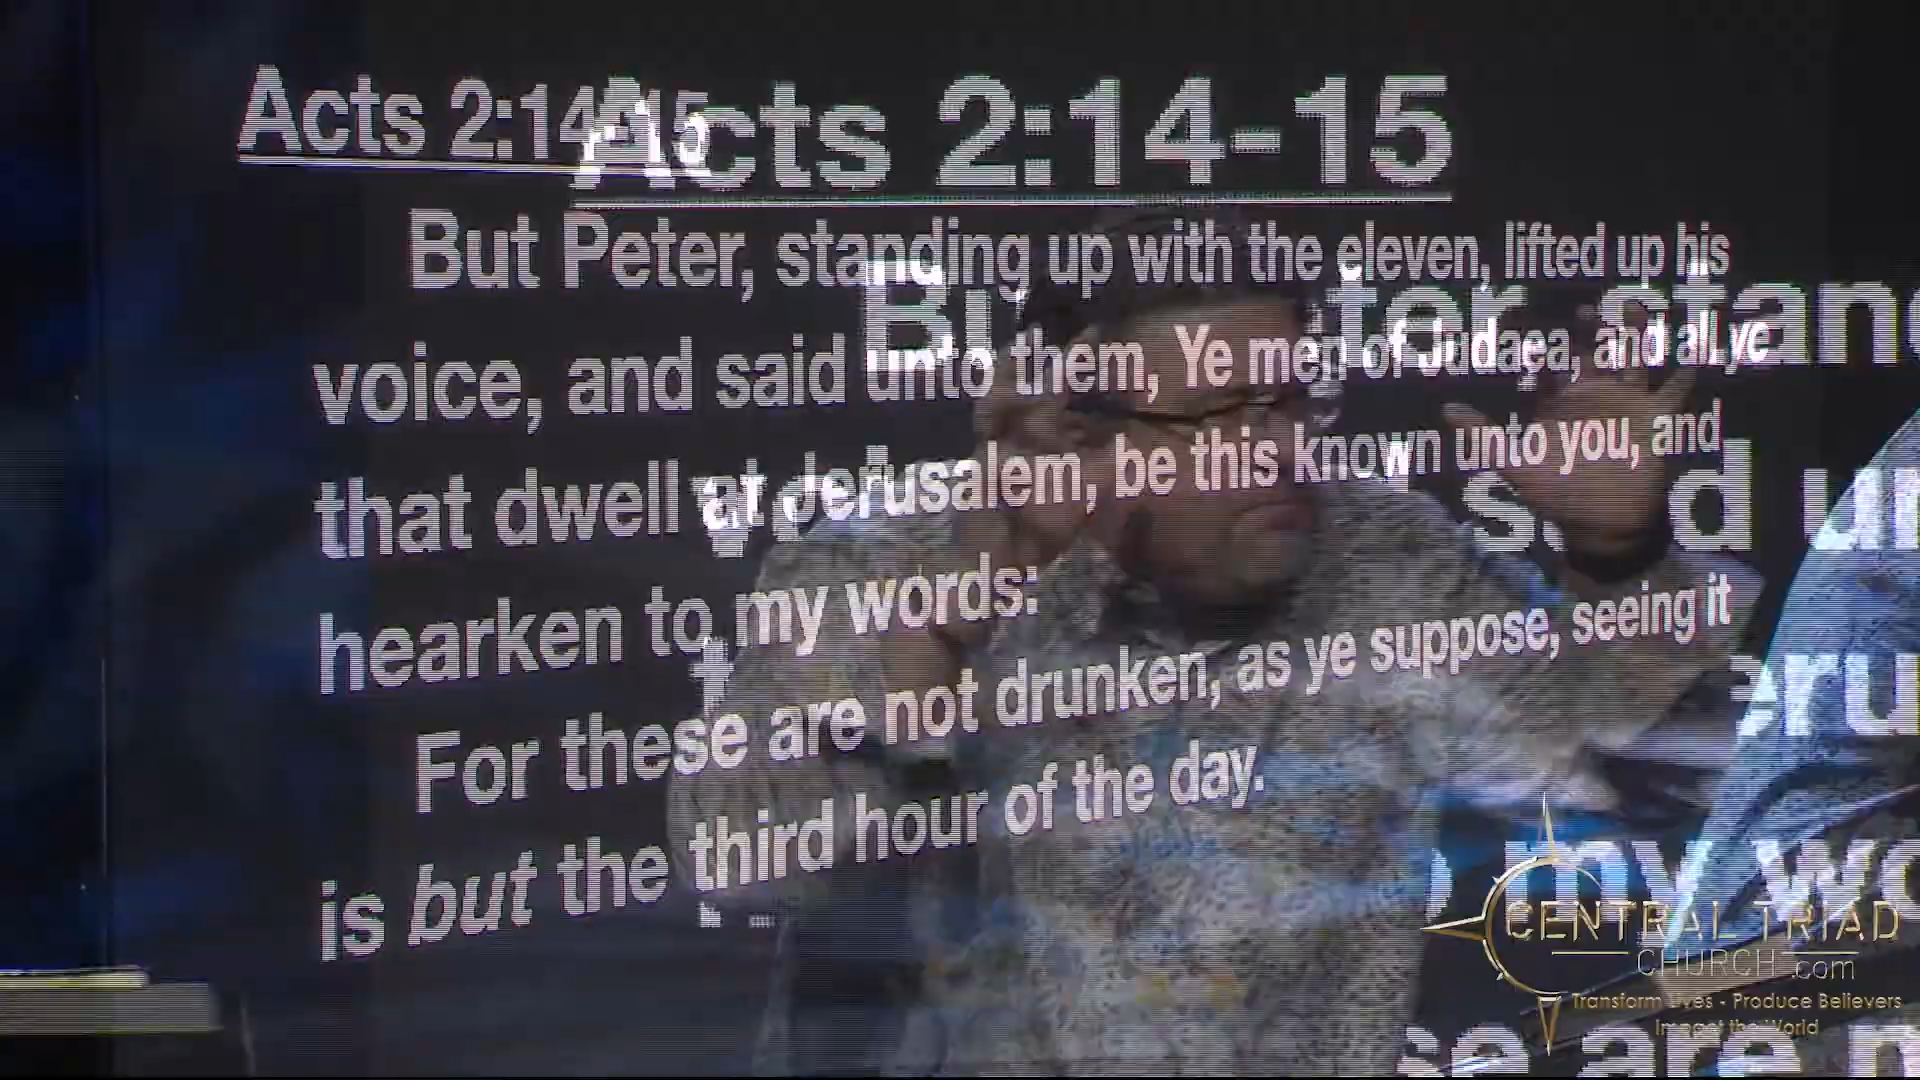 Acts 2:14-15
Acts 2:14-15
But Peter, standing up with the eleven, lifted up his
voice, and said unto them, Ye men of Judaea, and all ye
that dwell at Jerusalem, be this known unto you, and
hearken to my words:
For these are not drunken, as ye suppose, seeing it
is but the third hour of the day.
my
CENTRAL TRIAD
CHURCH.com
Transform Lives - Produce Believers
Impact the World
are